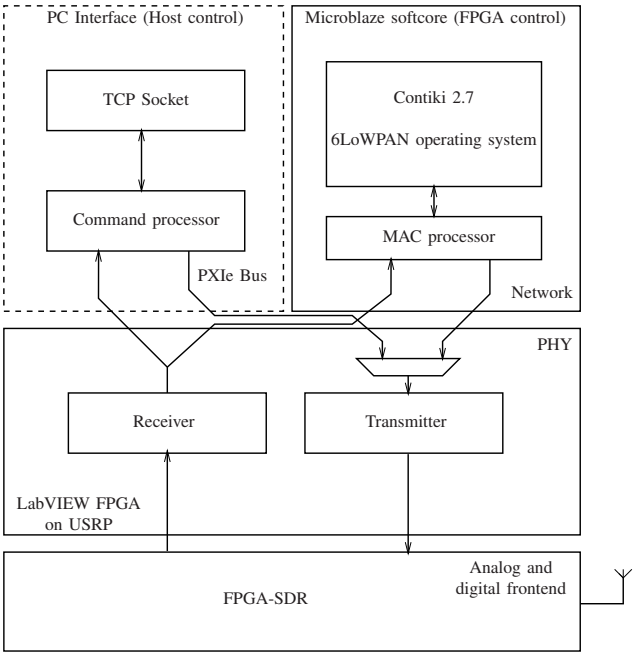 PC Interface (Host control)
Microblaze softcore (FPGA control)
TCP Socket
Contiki 2.7
6LoWPAN operating system
Command processor
MAC processor
PXIe Bus
Network
PHY
Receiver
Transmitter
LabVIEW FPGA
on USRP
Analog and
digital frontend
FPGA-SDR